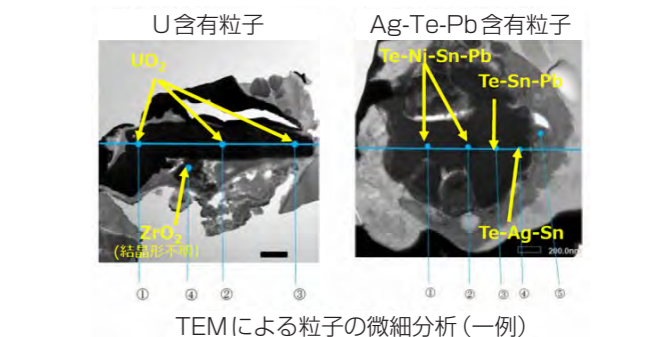 U含有粒子
Ag-Te-Pb含有粒子
UO2
Te-Ni-Sn-Pb
Te-Sn-Pb
ZrO2
(結晶形不明)
Te-Ag-Sn
200.0nm
① ④ ② ③
① ② ③ ④ ⑤
TEMによる粒子の微細分析(一例)